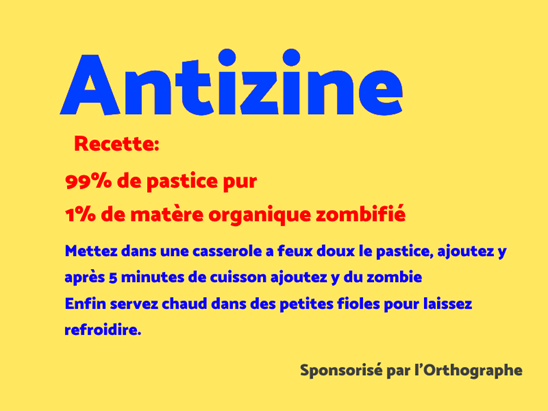 Antizine
Recette:
99% de pastice pur
1% de matère organique zombifié
Mettez dans une casserole a feux doux le pastice, ajoutez y
après 5 minutes de cuisson ajoutez y du zombie
Enfin servez chaud dans des petites fioles pour laissez
refroidire.
Sponsorisé par l'Orthographe